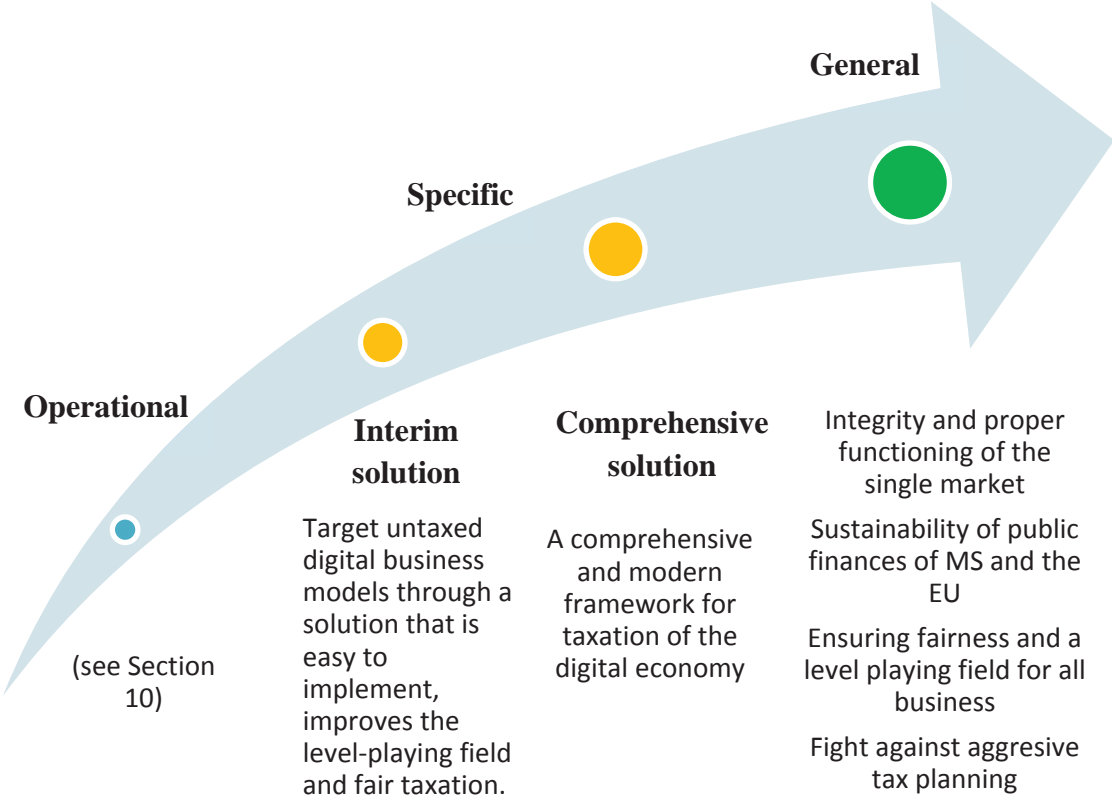 General
Specific
Operational
(see Section
10)
Interim
solution
Target untaxed
digital business
models through a
solution that is
easy to
implement,
improves the
level-playing field
and fair taxation.
Comprehensive
solution
A comprehensive
and modern
framework for
taxation of the
digital economy
Integrity and proper
functioning of the
single market
Sustainability of public
finances of MS and the
EU
Ensuring fairness and a
level playing field for all
business
Fight against aggresive
tax planning